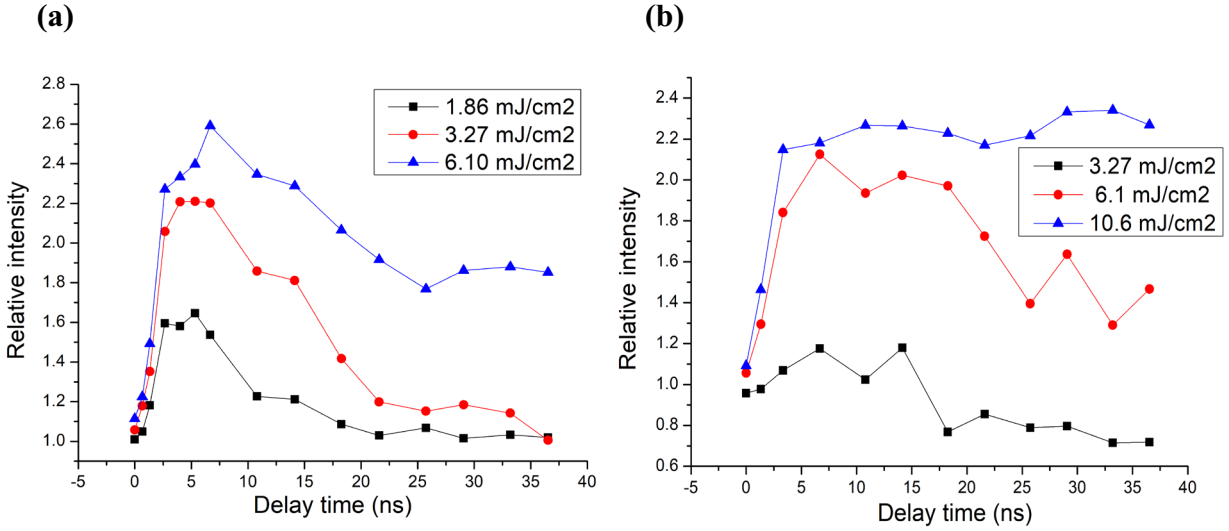 (a)
2.8
2.6
2.4
2.2
2.0
1.8
1.6
1.4
1.2
1.0
Relative intensity
1.86 mJ/cm2
3.27 mJ/cm2
6.10 mJ/cm2
-5 0 5 10 15 20 25 30 35 40
Delay time (ns)
(b)
2.4
2.2
2.0
1.8
1.6
1.4
1.2
1.0
0.8
0.6
Relative intensity
3.27 mJ/cm2
6.1 mJ/cm2
10.6 mJ/cm2
-5 0 5 10 15 20 25 30 35 40
Delay time (ns)